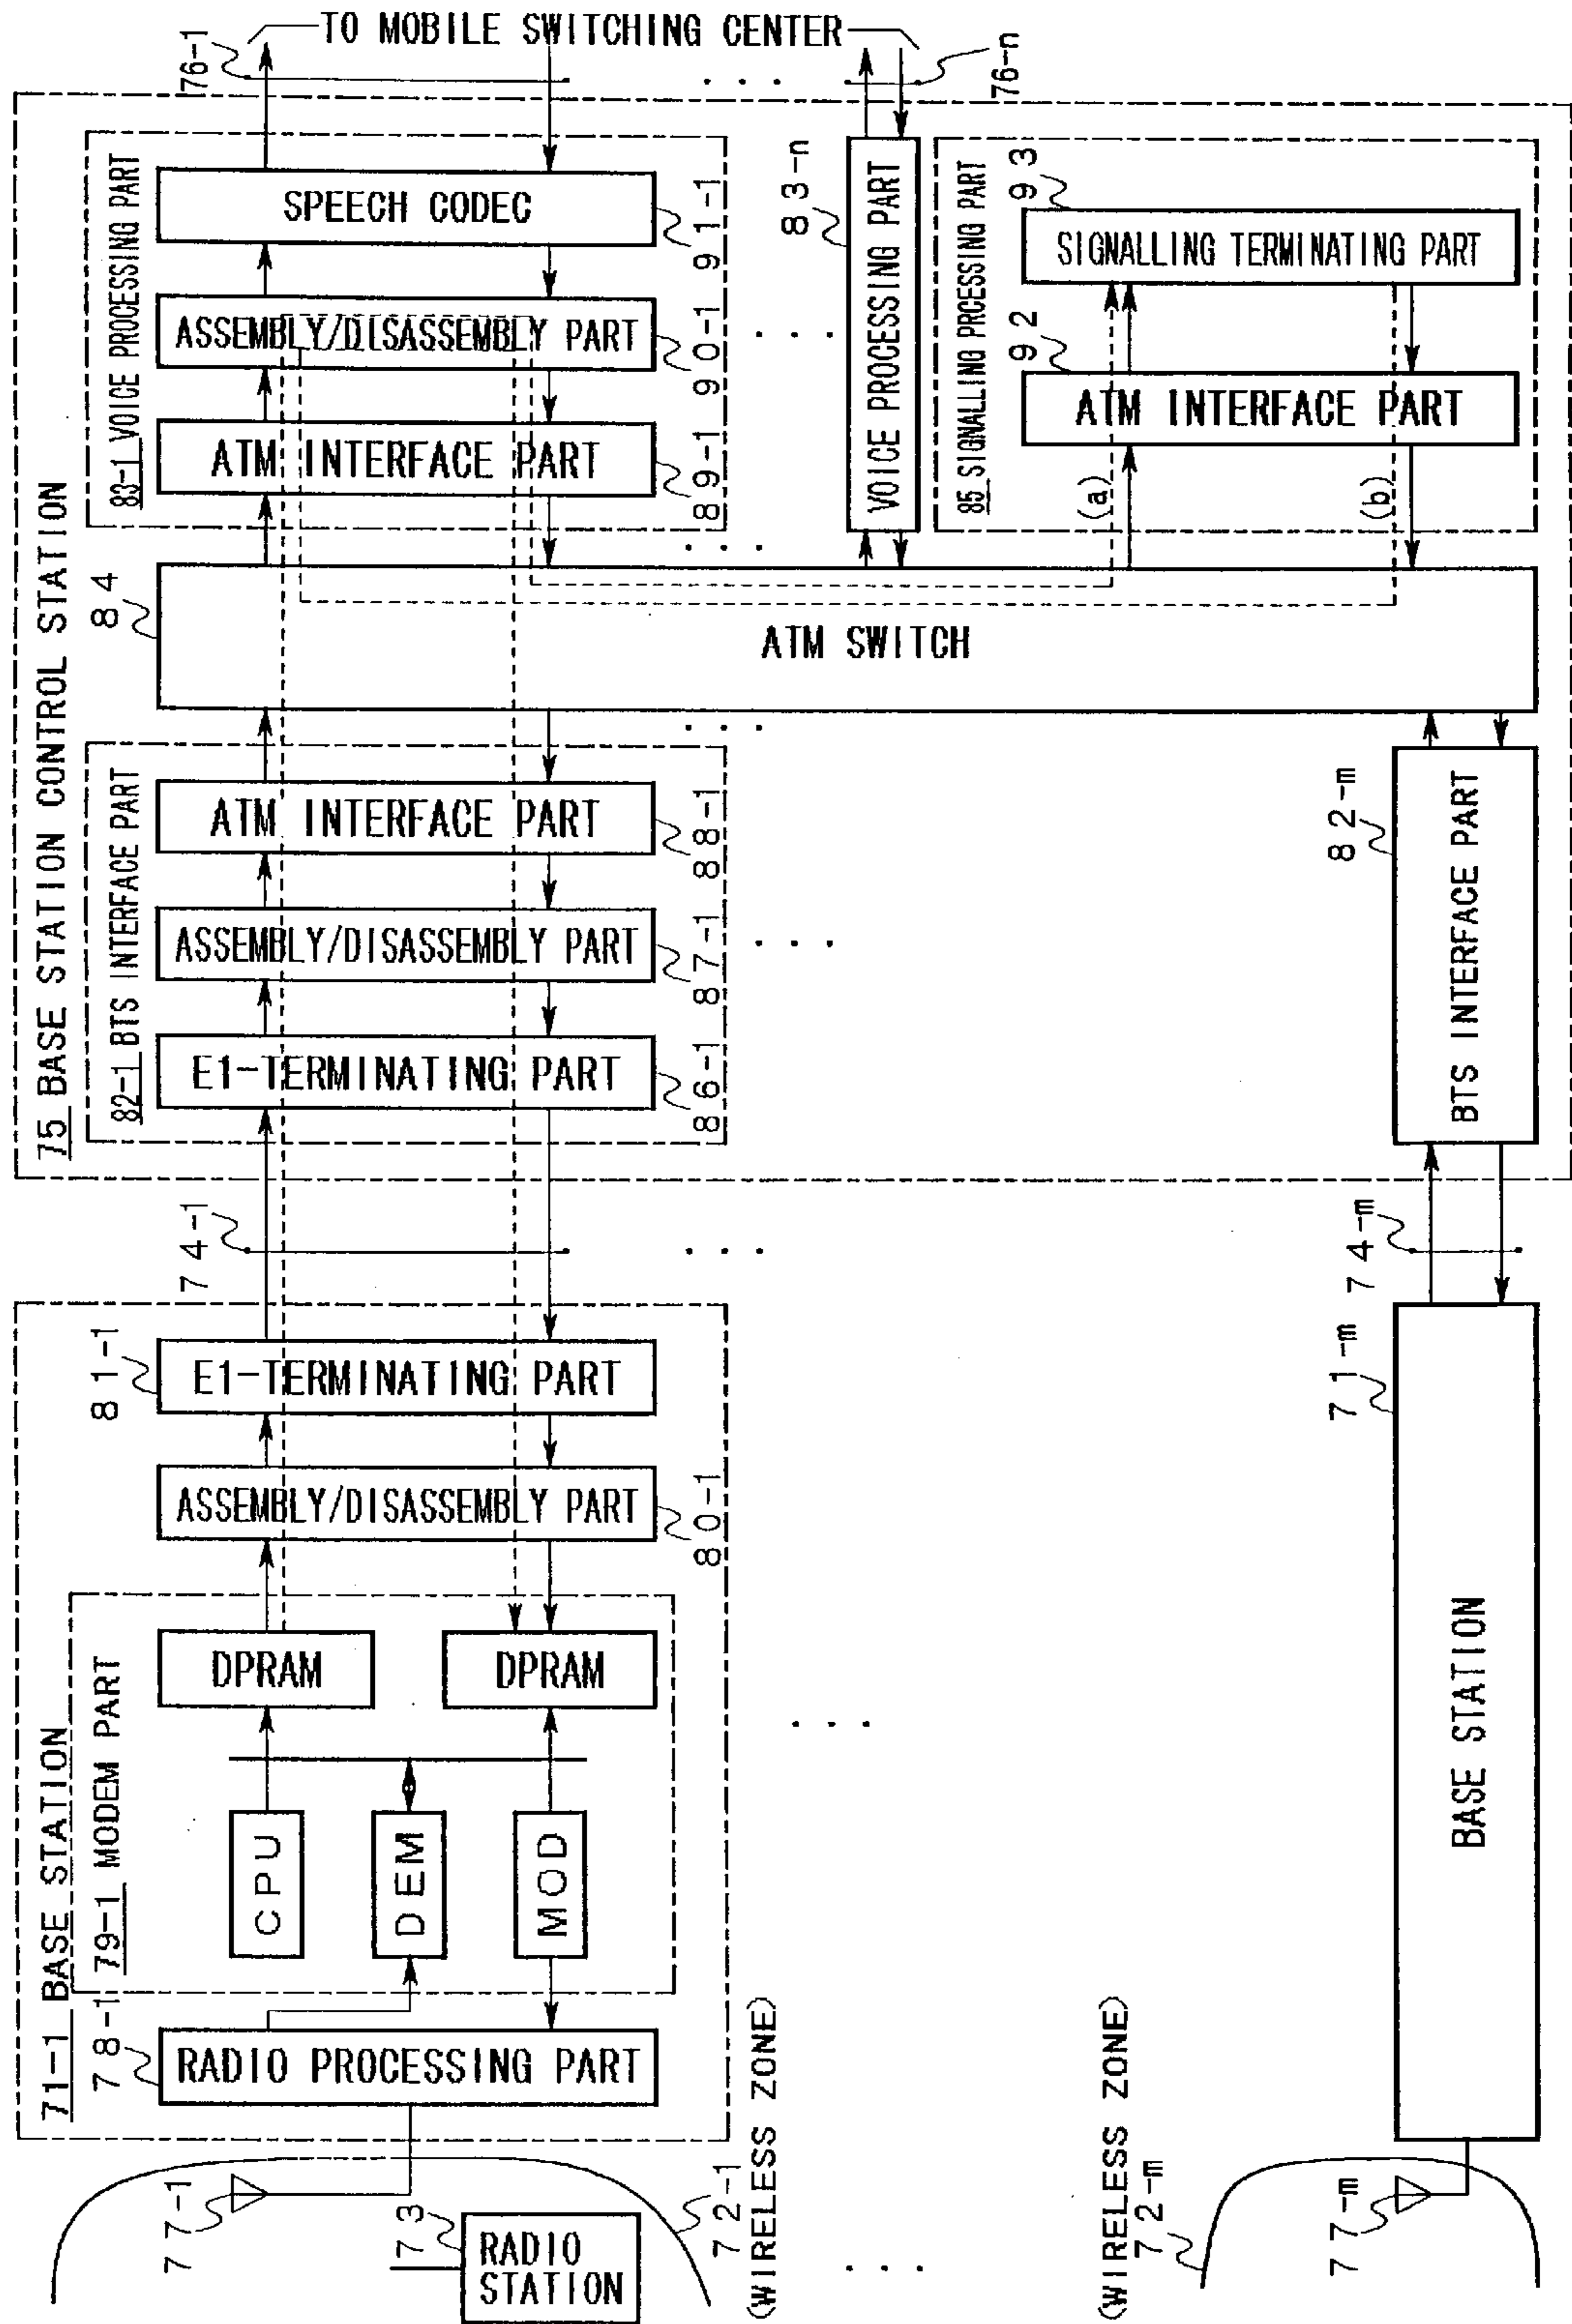 TO MOBILE SWITCHING CENTER
76-1
76-n
75 BASE STATION CONTROL STATION
83-1 VOICE PROCESSING PART
SPEECH CODEC
91-1
ASSEMBLY/DISASSEMBLY PART
90-1
ATM INTERFACE PART
89-1
VOICE PROCESSING PART
83-n
85 SIGNALLING PROCESSING PART
SIGNALLING TERMINATING PART
93
ATM INTERFACE PART
92
(a)
(b)
84
ATM SWITCH
82-1 BTS INTERFACE PART
ATM INTERFACE PART
88-1
ASSEMBLY/DISASSEMBLY PART
87-1
E1-TERMINATING PART
86-1
82-m
BTS INTERFACE PART
74-1
74-m
71-1 BASE STATION
81-1
E1-TERMINATING PART
ASSEMBLY/DISASSEMBLY PART
80-1
79-1 MODEM PART
DPRAM
DPRAM
CPU
DEM
MOD
78-1
RADIO PROCESSING PART
71-m
BASE STATION
77-1
73
RADIO
STATION
72-1
(WIRELESS ZONE)
(WIRELESS ZONE)
72-m
77-m